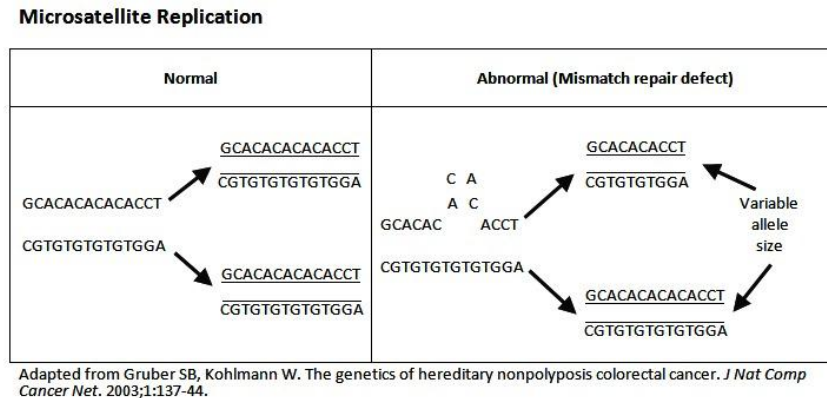 Microsatellite Replication
Normal
Abnormal (Mismatch repair defect)
GCACACACACACCT
CGTGTGTGTGTGGA
GCACACACACACCT
CGTGTGTGTGTGGA
GCACACACACACCT
CGTGTGTGTGTGGA
C A
A C
GCACAC ACCT
CGTGTGTGTGTGGA
GCACACACCT
CGTGTGTGGA
GCACACACACACCT
CGTGTGTGTGTGGA
Variable
allele
size
Adapted from Gruber SB, Kohlmann W. The genetics of hereditary nonpolyposis colorectal cancer. J Nat Comp
Cancer Net. 2003;1:137-44.